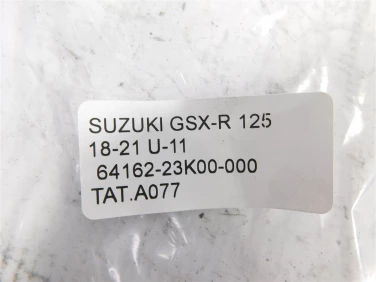 SUZUKI GSX-R 125
18-21 U-11
64162-23K00-000
TAT.A077